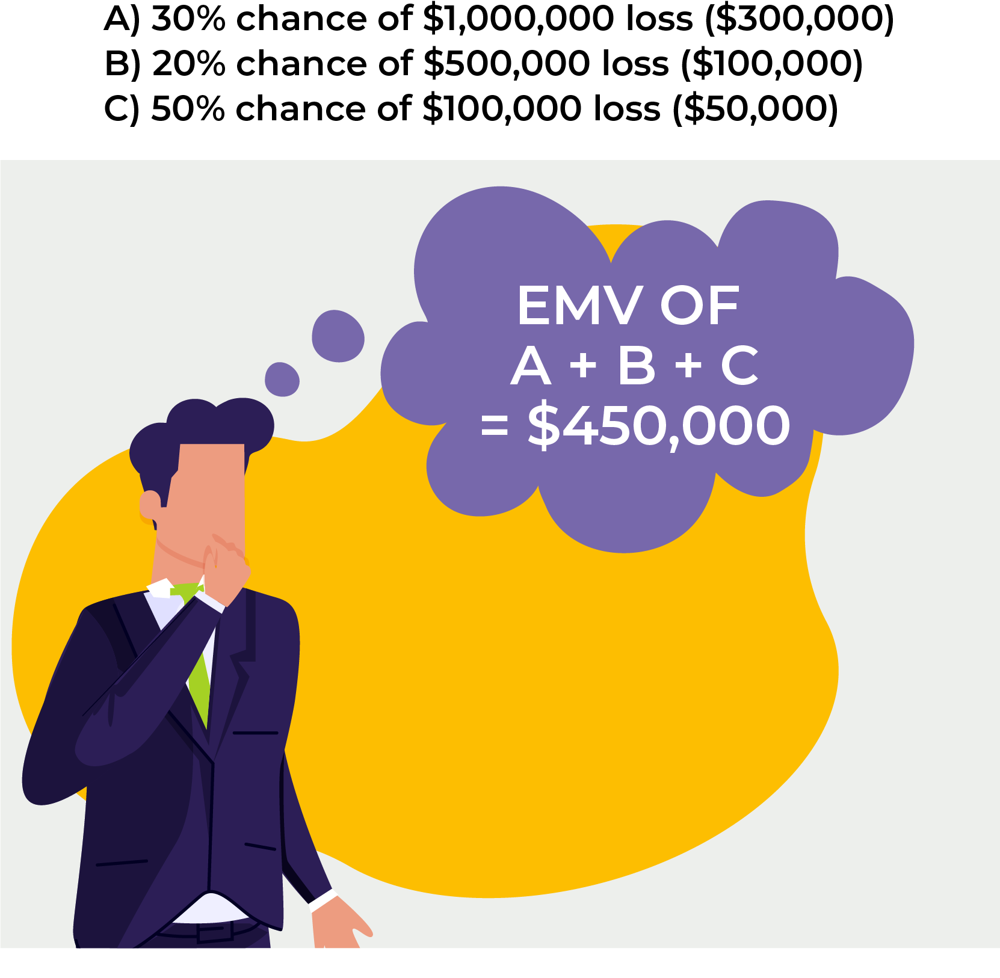 A) 30% chance of $1,000,000 loss ($300,000)
B) 20% chance of $500,000 loss ($100,000)
C) 50% chance of $100,000 loss ($50,000)
EMV OF
A + B + C
= $450,000